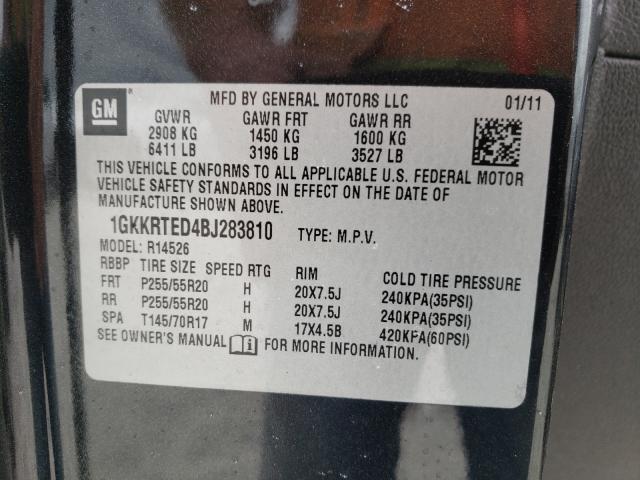 GM
MFD BY GENERAL MOTORS LLC 01/11
GVWR GAWR FRT GAWR RR
2908 KG 1450 KG 1600 KG
6411 LB 3196 LB 3527 LB
THIS VEHICLE CONFORMS TO ALL APPLICABLE U.S. FEDERAL MOTOR
VEHICLE SAFETY STANDARDS IN EFFECT ON THE DATE OF
MANUFACTURE SHOWN ABOVE.
1GKKRTED4BJ283810 TYPE: M.P.V.
MODEL: R14526
RBBP TIRE SIZE SPEED RTG RIM COLD TIRE PRESSURE
FRT P255/55R20 H 20X7.5J 240KPA(35PSI)
RR P255/55R20 H 20X7.5J 240KPA(35PSI)
SPA T145/70R17 M 17X4.5B 420KPA(60PSI)
SEE OWNER'S MANUAL FOR MORE INFORMATION.